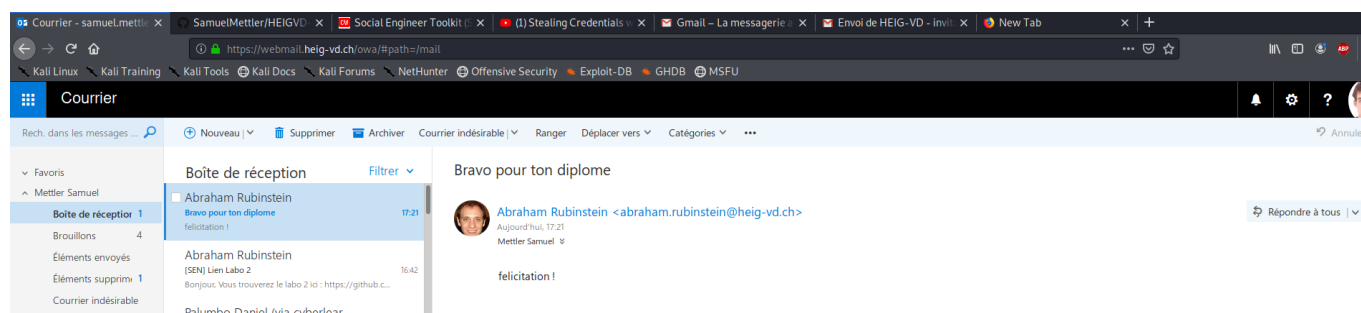 Courrier - samuel.mettle
SamuelMettler/HEIGVD-
Social Engineer Toolkit (S
(1) Stealing Credentials w
Gmail – La messagerie a
Envoi de HEIG-VD - invit
New Tab
https://webmail.heig-vd.ch/owa/#path=/mail
Kali Linux Kali Training Kali Tools Kali Docs Kali Forums NetHunter Offensive Security Exploit-DB GHDB MSFU
Courrier
Rech. dans les messages ...
Nouveau Supprimer Archiver Courrier indésirable Ranger Déplacer vers Catégories ••• Annule
Favoris
Mettler Samuel
Boîte de réception 1
Brouillons 4
Éléments envoyés
Éléments supprim 1
Courrier indésirable
Boîte de réception Filtrer
Abraham Rubinstein
Bravo pour ton diplome 17:21
felicitation !
Abraham Rubinstein
[SEN] Lien Labo 2 16:42
Bonjour, Vous trouverez le labo 2 ici : https://github.c...
Palumbo Daniel (via cyberlear
Bravo pour ton diplome
Abraham Rubinstein <abraham.rubinstein@heig-vd.ch>
Aujourd'hui, 17:21
Mettler Samuel
Répondre à tous
felicitation !